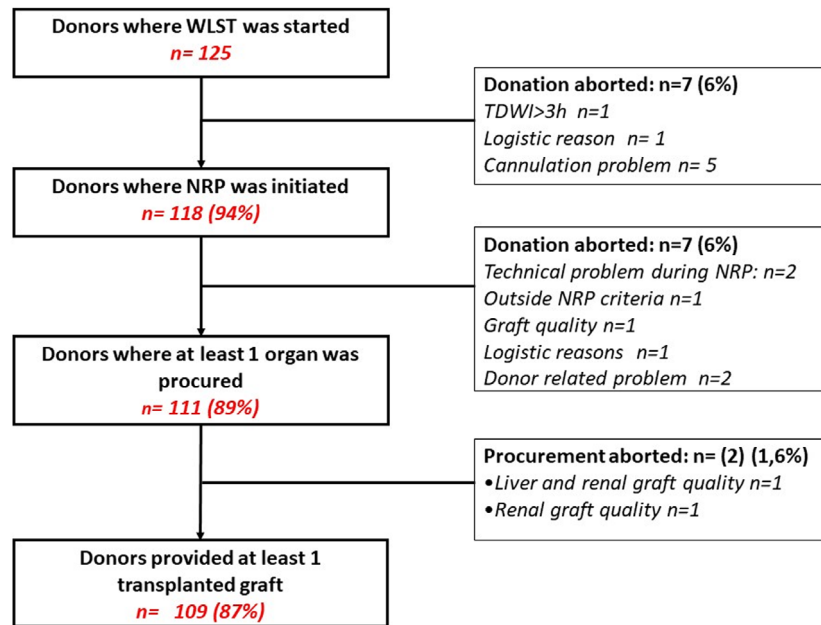 Donors where WLST was started
n= 125
Donation aborted: n=7 (6%)
TDWI>3h n=1
Logistic reason n= 1
Cannulation problem n= 5
Donors where NRP was initiated
n= 118 (94%)
Donation aborted: n=7 (6%)
Technical problem during NRP: n=2
Outside NRP criteria n=1
Graft quality n=1
Logistic reasons n=1
Donor related problem n=2
Donors where at least 1 organ was
procured
n= 111 (89%)
Procurement aborted: n= (2) (1,6%)
•Liver and renal graft quality n=1
•Renal graft quality n=1
Donors provided at least 1
transplanted graft
n= 109 (87%)